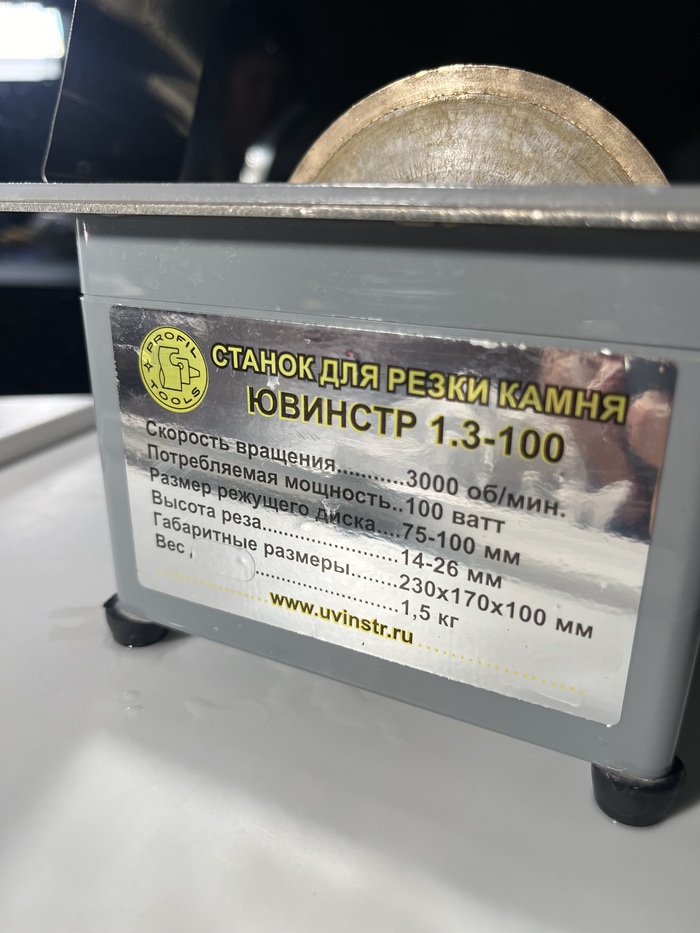 PROFIL
TOOLS
СТАНОК ДЛЯ РЕЗКИ КАМНЯ
ЮВИНСТР 1.3-100
Скорость вращения...........3000 об/мин.
Потребляемая мощность..100 ватт
Размер режущего диска....75-100 мм
Высота реза.......................14-26 мм
Габаритные размеры........230х170х100 мм
Вес ........................1,5 кг
www.uvinstr.ru